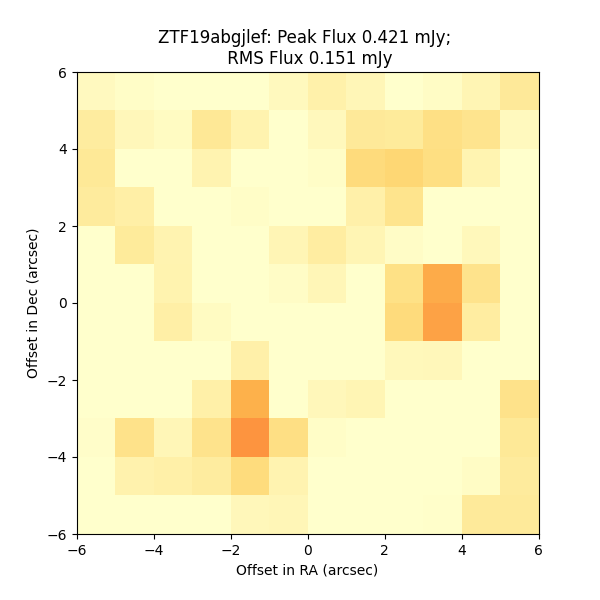 ZTF19abgjlef: Peak Flux 0.421 mJy;
RMS Flux 0.151 mJy
6
4
2
0
−2
−4
−6
Offset in Dec (arcsec)
−6 −4 −2 0 2 4 6
Offset in RA (arcsec)